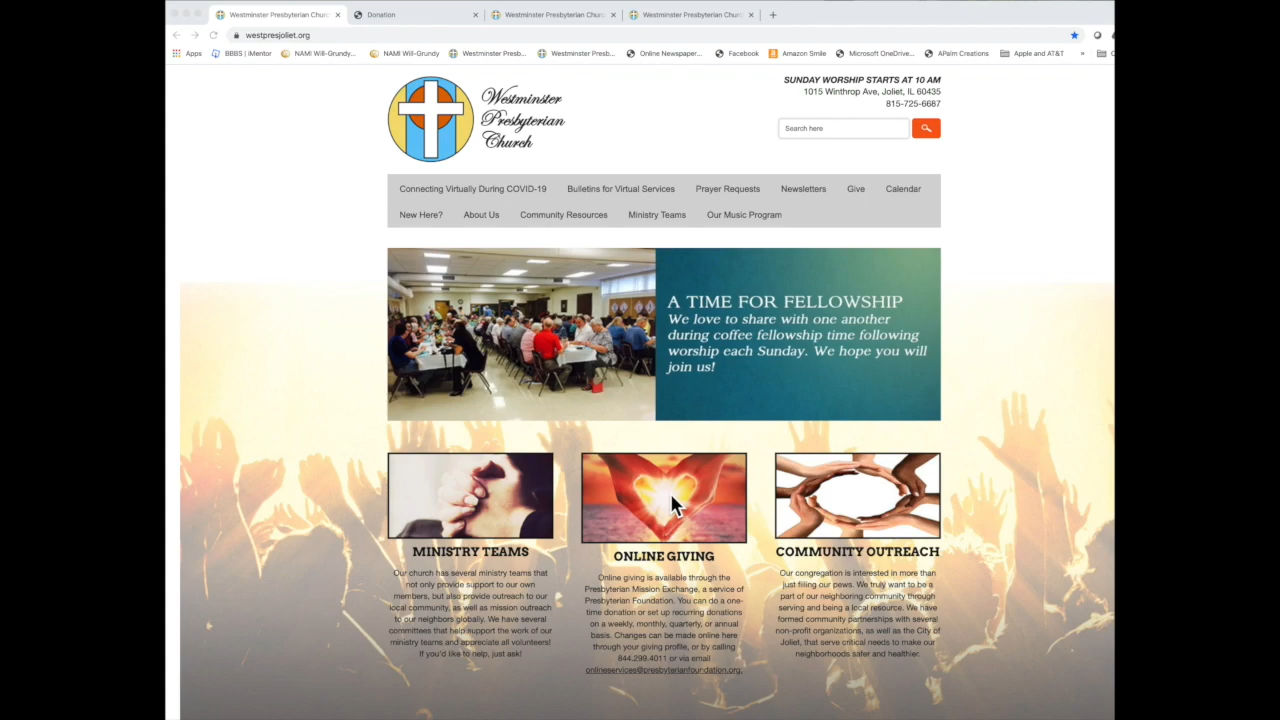 Westminster Presbyterian Churc
Donation
Westminster Presbyterian Churc
Westminster Presbyterian Churc
westpresjoliet.org
Apps
BBBS | iMentor
NAMI Will-Grundy...
NAMI Will-Grundy
Westminster Presb...
Westminster Presb...
Online Newspaper...
Facebook
Amazon Smile
Microsoft OneDrive...
APalm Creations
Apple and AT&T
Westminster
Presbyterian
Church
SUNDAY WORSHIP STARTS AT 10 AM
1015 Winthrop Ave, Joliet, IL 60435
815-725-6687
Search here
Connecting Virtually During COVID-19 Bulletins for Virtual Services Prayer Requests Newsletters Give Calendar
New Here? About Us Community Resources Ministry Teams Our Music Program
A TIME FOR FELLOWSHIP
We love to share with one another
during coffee fellowship time following
worship each Sunday. We hope you will
join us!
MINISTRY TEAMS
Our church has several ministry teams that
not only provide support to our own
members, but also provide outreach to our
local community, as well as mission outreach
to our neighbors globally. We have several
committees that help support the work of our
ministry teams and appreciate all volunteers!
If you'd like to help, just ask!
ONLINE GIVING
Online giving is available through the
Presbyterian Mission Exchange, a service of
Presbyterian Foundation. You can do a one-
time donation or set up recurring donations
on a weekly, monthly, quarterly, or annual
basis. Changes can be made online here
through your giving profile, or by calling
844.299.4011 or via email
onlineservices@presbyterianfoundation.org.
COMMUNITY OUTREACH
Our congregation is interested in more than
just filling our pews. We truly want to be a
part of our neighboring community through
serving and being a local resource. We have
formed community partnerships with several
non-profit organizations, as well as the City of
Joliet, that serve critical needs to make our
neighborhoods safer and healthier.